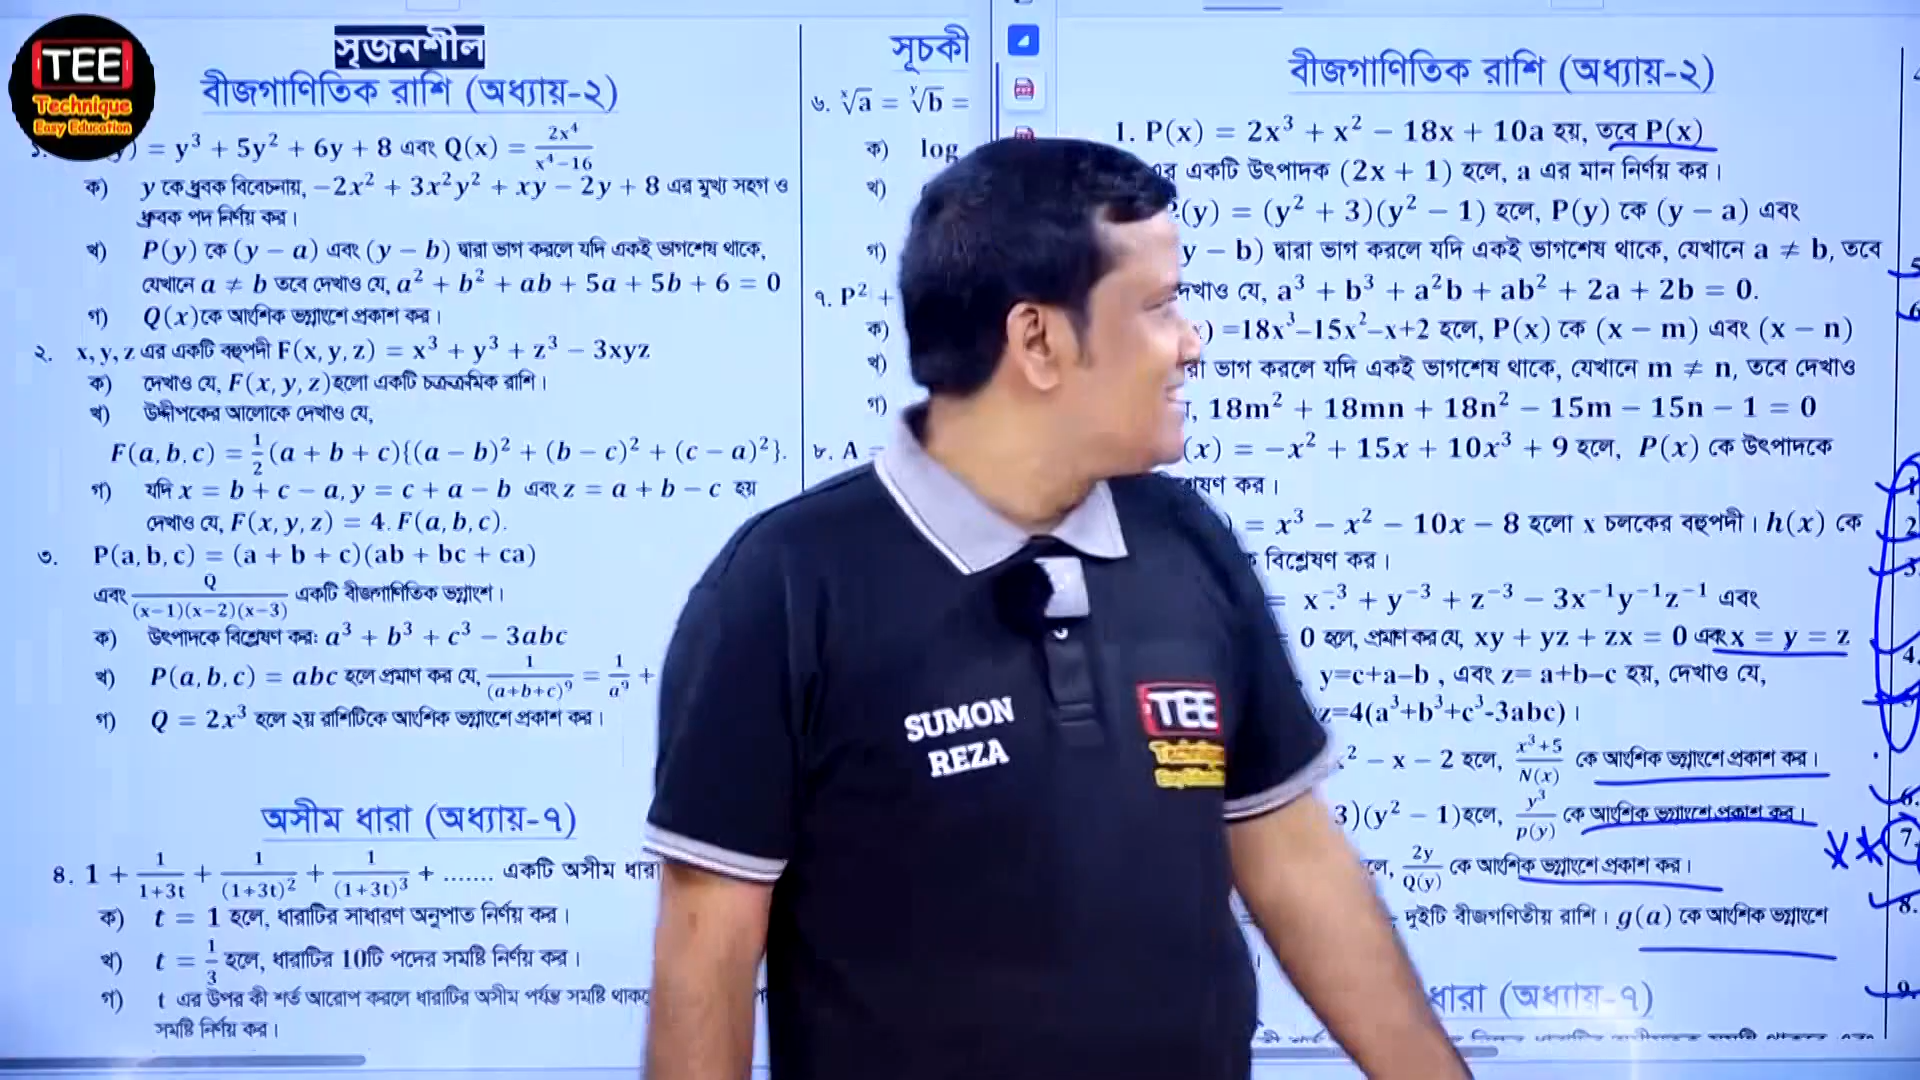 TEE
Technique
Easy Education
সৃজনশীল
বীজগাণিতিক রাশি (অধ্যায়-২)
) = y³ + 5y² + 6y + 8 এবং Q(x) = 2x⁴/(x⁴−16)
ক) y কে ধ্রুবক বিবেচনায়, −2x² + 3x²y² + xy − 2y + 8 এর মুখ্য সহগ ও
ধ্রুবক পদ নির্ণয় কর।
খ) P(y) কে (y − a) এবং (y − b) দ্বারা ভাগ করলে যদি একই ভাগশেষ থাকে,
যেখানে a ≠ b তবে দেখাও যে, a² + b² + ab + 5a + 5b + 6 = 0
গ) Q(x)কে আংশিক ভগ্নাংশে প্রকাশ কর।
২. x, y, z এর একটি বহুপদী F(x, y, z) = x³ + y³ + z³ − 3xyz
ক) দেখাও যে, F(x, y, z)হলো একটি চক্রক্রমিক রাশি।
খ) উদ্দীপকের আলোকে দেখাও যে,
F(a, b, c) = ½(a + b + c){(a − b)² + (b − c)² + (c − a)²}.
গ) যদি x = b + c − a, y = c + a − b এবং z = a + b − c হয়
দেখাও যে, F(x, y, z) = 4. F(a, b, c).
৩. P(a, b, c) = (a + b + c)(ab + bc + ca)
এবং Q/((x−1)(x−2)(x−3)) একটি বীজগাণিতিক ভগ্নাংশ।
ক) উৎপাদকে বিশ্লেষণ কর: a³ + b³ + c³ − 3abc
খ) P(a, b, c) = abc হলে প্রমাণ কর যে, 1/(a+b+c)⁹ = 1/a⁹ +
গ) Q = 2x³ হলে ২য় রাশিটিকে আংশিক ভগ্নাংশে প্রকাশ কর।
অসীম ধারা (অধ্যায়-৭)
8. 1 + 1/(1+3t) + 1/(1+3t)² + 1/(1+3t)³ + ....... একটি অসীম ধারা
ক) t = 1 হলে, ধারাটির সাধারণ অনুপাত নির্ণয় কর।
খ) t = 1/3 হলে, ধারাটির 10টি পদের সমষ্টি নির্ণয় কর।
গ) t এর উপর কী শর্ত আরোপ করলে ধারাটির অসীম পর্যন্ত সমষ্টি
সমষ্টি নির্ণয় কর।
সূচকী
৬. ˣ√a = ʸ√b =
ক) log
খ)
গ)
৭. P² +
ক)
খ)
গ)
৮. A =
SUMON
REZA
TEE
বীজগাণিতিক রাশি (অধ্যায়-২)
1. P(x) = 2x³ + x² − 18x + 10a হয়, তবে P(x)
এর একটি উৎপাদক (2x + 1) হলে, a এর মান নির্ণয় কর।
(y) = (y² + 3)(y² − 1) হলে, P(y) কে (y − a) এবং
y − b) দ্বারা ভাগ করলে যদি একই ভাগশেষ থাকে, যেখানে a ≠ b, তবে
যে, a³ + b³ + a²b + ab² + 2a + 2b = 0.
) =18x³−15x²−x+2 হলে, P(x) কে (x − m) এবং (x − n)
ভাগ করলে যদি একই ভাগশেষ থাকে, যেখানে m ≠ n, তবে দেখাও
, 18m² + 18mn + 18n² − 15m − 15n − 1 = 0
(x) = −x² + 15x + 10x³ + 9 হলে, P(x) কে উৎপাদকে
কর।
) = x³ − x² − 10x − 8 হলো x চলকের বহুপদী। h(x) কে
বিশ্লেষণ কর।
= x⁻³ + y⁻³ + z⁻³ − 3x⁻¹y⁻¹z⁻¹ এবং
= 0 হলে, প্রমাণ কর যে, xy + yz + zx = 0 এবং x = y = z
y=c+a−b , এবং z= a+b−c হয়, দেখাও যে,
z=4(a³+b³+c³-3abc)।
² − x − 2 হলে, (x³+5)/N(x) কে আংশিক ভগ্নাংশে প্রকাশ কর।
3)(y² − 1)হলে, y³/p(y) কে আংশিক ভগ্নাংশে প্রকাশ কর।
2y/Q(y) কে আংশিক ভগ্নাংশে প্রকাশ কর।
দুইটি বীজগণিতীয় রাশি। g(a) কে আংশিক ভগ্নাংশে
ধারা (অধ্যায়-৭)
4.
7
8.
9.